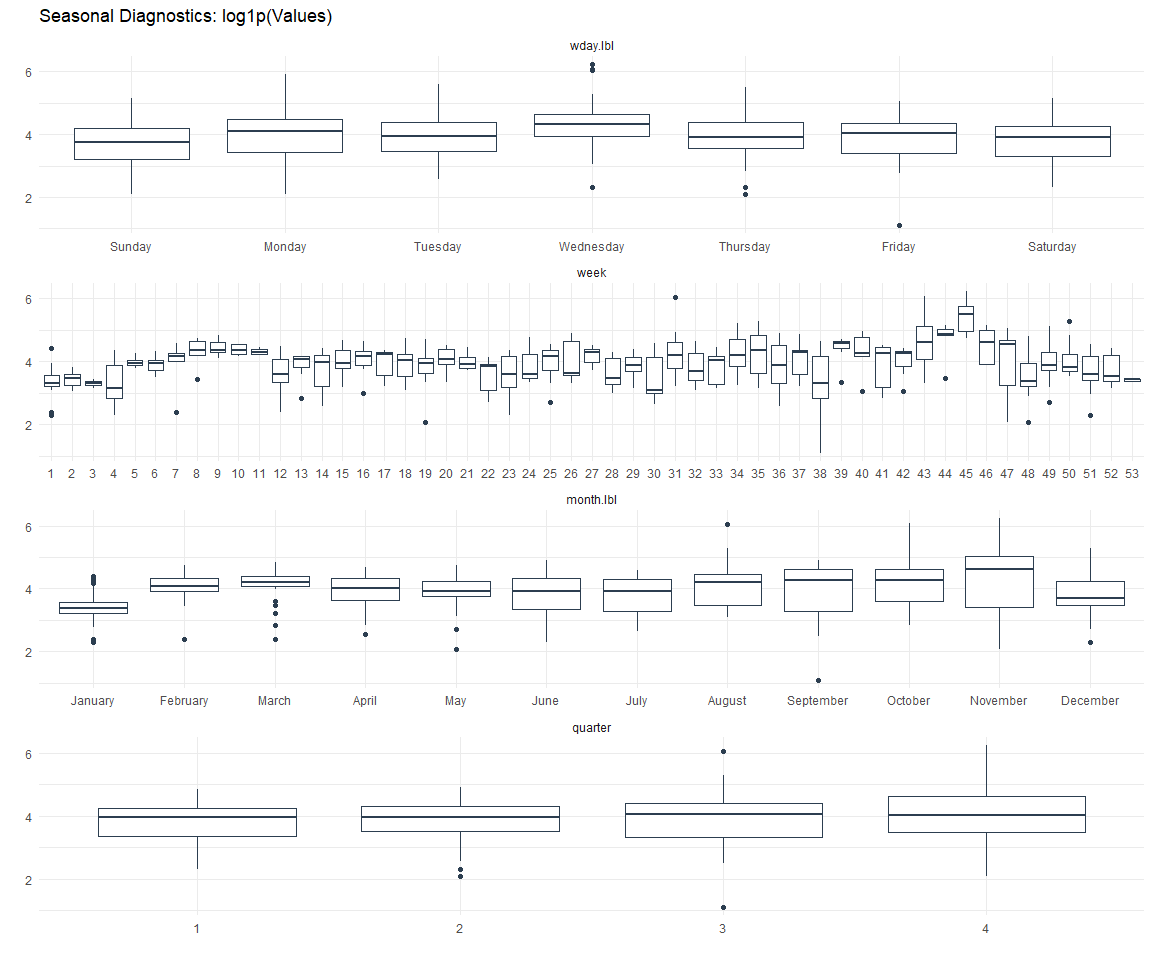 Seasonal Diagnostics: log1p(Values)
wday.lbl
6
4
2
Sunday Monday Tuesday Wednesday Thursday Friday Saturday
week
6
4
2
1 2 3 4 5 6 7 8 9 10 11 12 13 14 15 16 17 18 19 20 21 22 23 24 25 26 27 28 29 30 31 32 33 34 35 36 37 38 39 40 41 42 43 44 45 46 47 48 49 50 51 52 53
month.lbl
6
4
2
January February March April May June July August September October November December
quarter
6
4
2
1 2 3 4